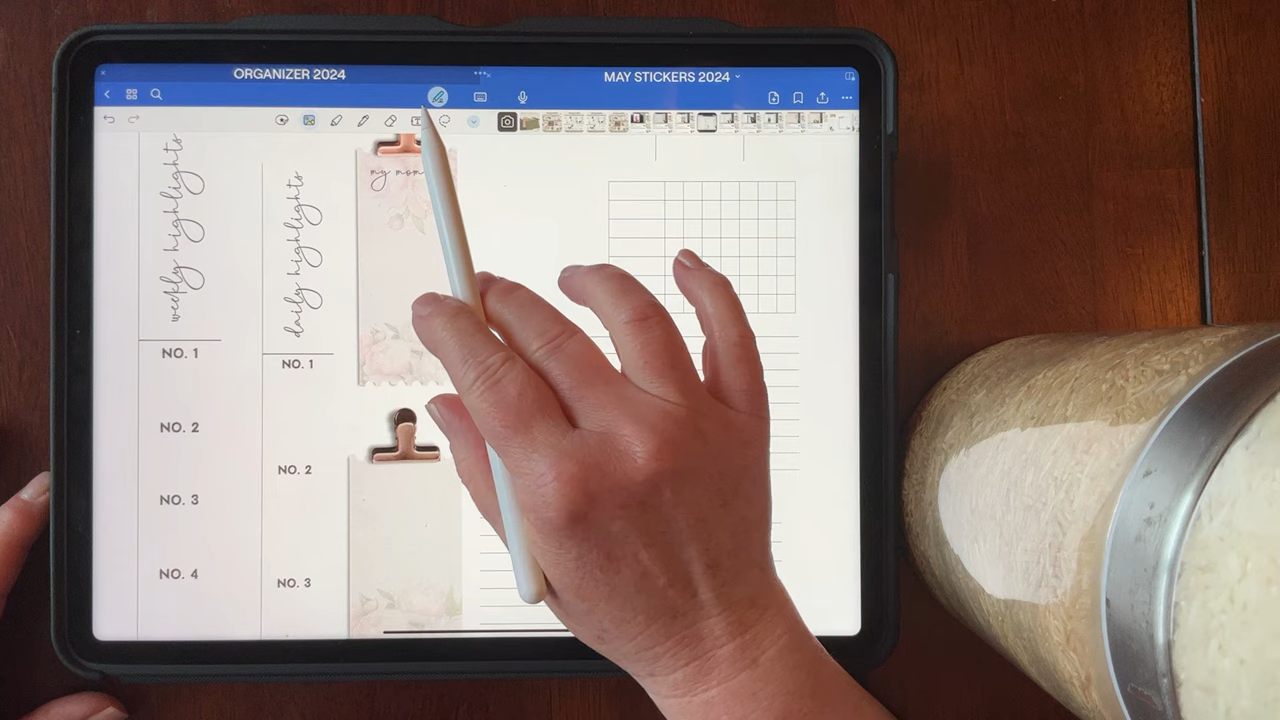 ORGANIZER 2024
MAY STICKERS 2024
weekly highlights
NO. 1
NO. 2
NO. 3
NO. 4
daily highlights
NO. 1
NO. 2
NO. 3
my